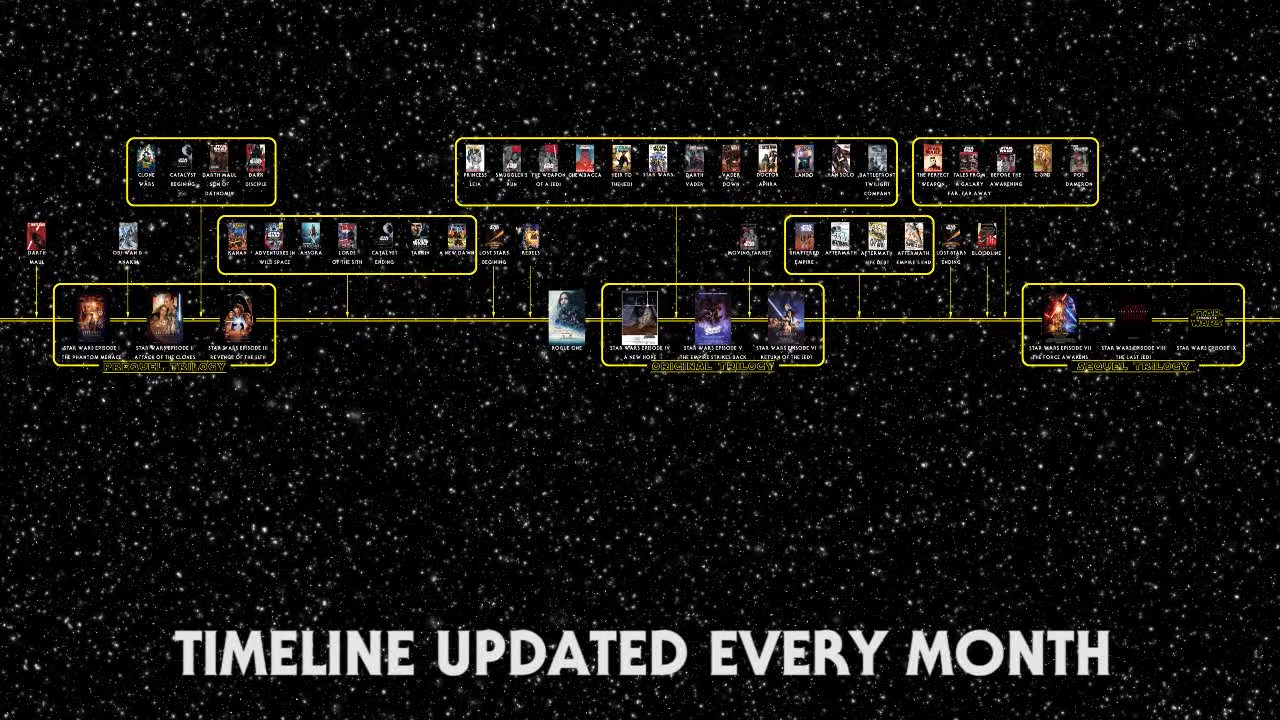 CLONE
WARS
CATALYST
BEGINING
DARTH MAUL
SON OF
DATHOMIR
DARK
DISCIPLE
PRINCESS
LEIA
SMUGGLER'S
RUN
THE WEAPON
OF A JEDI
CHEWBACCA
HEIR TO
THE JEDI
STAR WARS
DARTH
VADER
VADER
DOWN
DOCTOR
APHRA
LANDO
HAN SOLO
BATTLEFRONT
TWILIGHT
COMPANY
THE PERFECT
WEAPON
TALES FROM
A GALAXY
FAR, FAR AWAY
BEFORE THE
AWAKENING
C-3PO
POE
DAMERON
DARTH
MAUL
OBI-WAN &
ANAKIN
KANAN
ADVENTURES IN
WILD SPACE
AHSOKA
LORDS
OF THE SITH
CATALYST
ENDING
TARKIN
A NEW DAWN
LOST STARS
BEGINING
REBELS
MOVING TARGET
SHATTERED
EMPIRE
AFTERMATH
AFTERMATH
LIFE DEBT
AFTERMATH
EMPIRE'S END
LOST STARS
ENDING
BLOODLINE
STAR WARS EPISODE I
THE PHANTOM MENACE
STAR WARS EPISODE II
ATTACK OF THE CLONES
STAR WARS EPISODE III
REVENGE OF THE SITH
PREQUEL TRILOGY
ROGUE ONE
STAR WARS EPISODE IV
A NEW HOPE
STAR WARS EPISODE V
THE EMPIRE STRIKES BACK
STAR WARS EPISODE VI
RETURN OF THE JEDI
ORIGINAL TRILOGY
STAR WARS EPISODE VII
THE FORCE AWAKENS
STAR WARS EPISODE VIII
THE LAST JEDI
STAR
WARS
STAR WARS EPISODE IX
SEQUEL TRILOGY
TIMELINE UPDATED EVERY MONTH